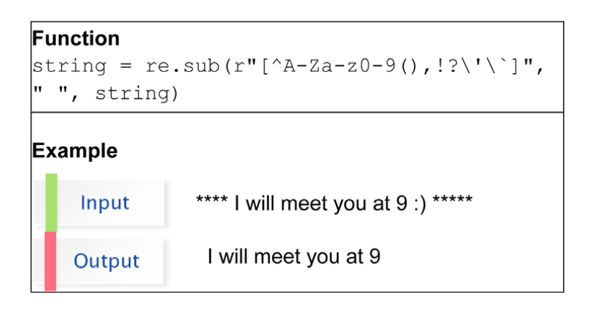 Function
string = re.sub(r"[^A-Za-z0-9(),!?\'\`]",
" ", string)
Example
Input **** I will meet you at 9 :) *****
Output I will meet you at 9